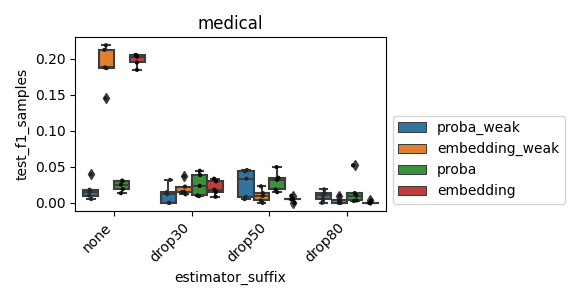 medical
test_f1_samples
0.20
0.15
0.10
0.05
0.00
none
drop30
drop50
drop80
estimator_suffix
proba_weak
embedding_weak
proba
embedding